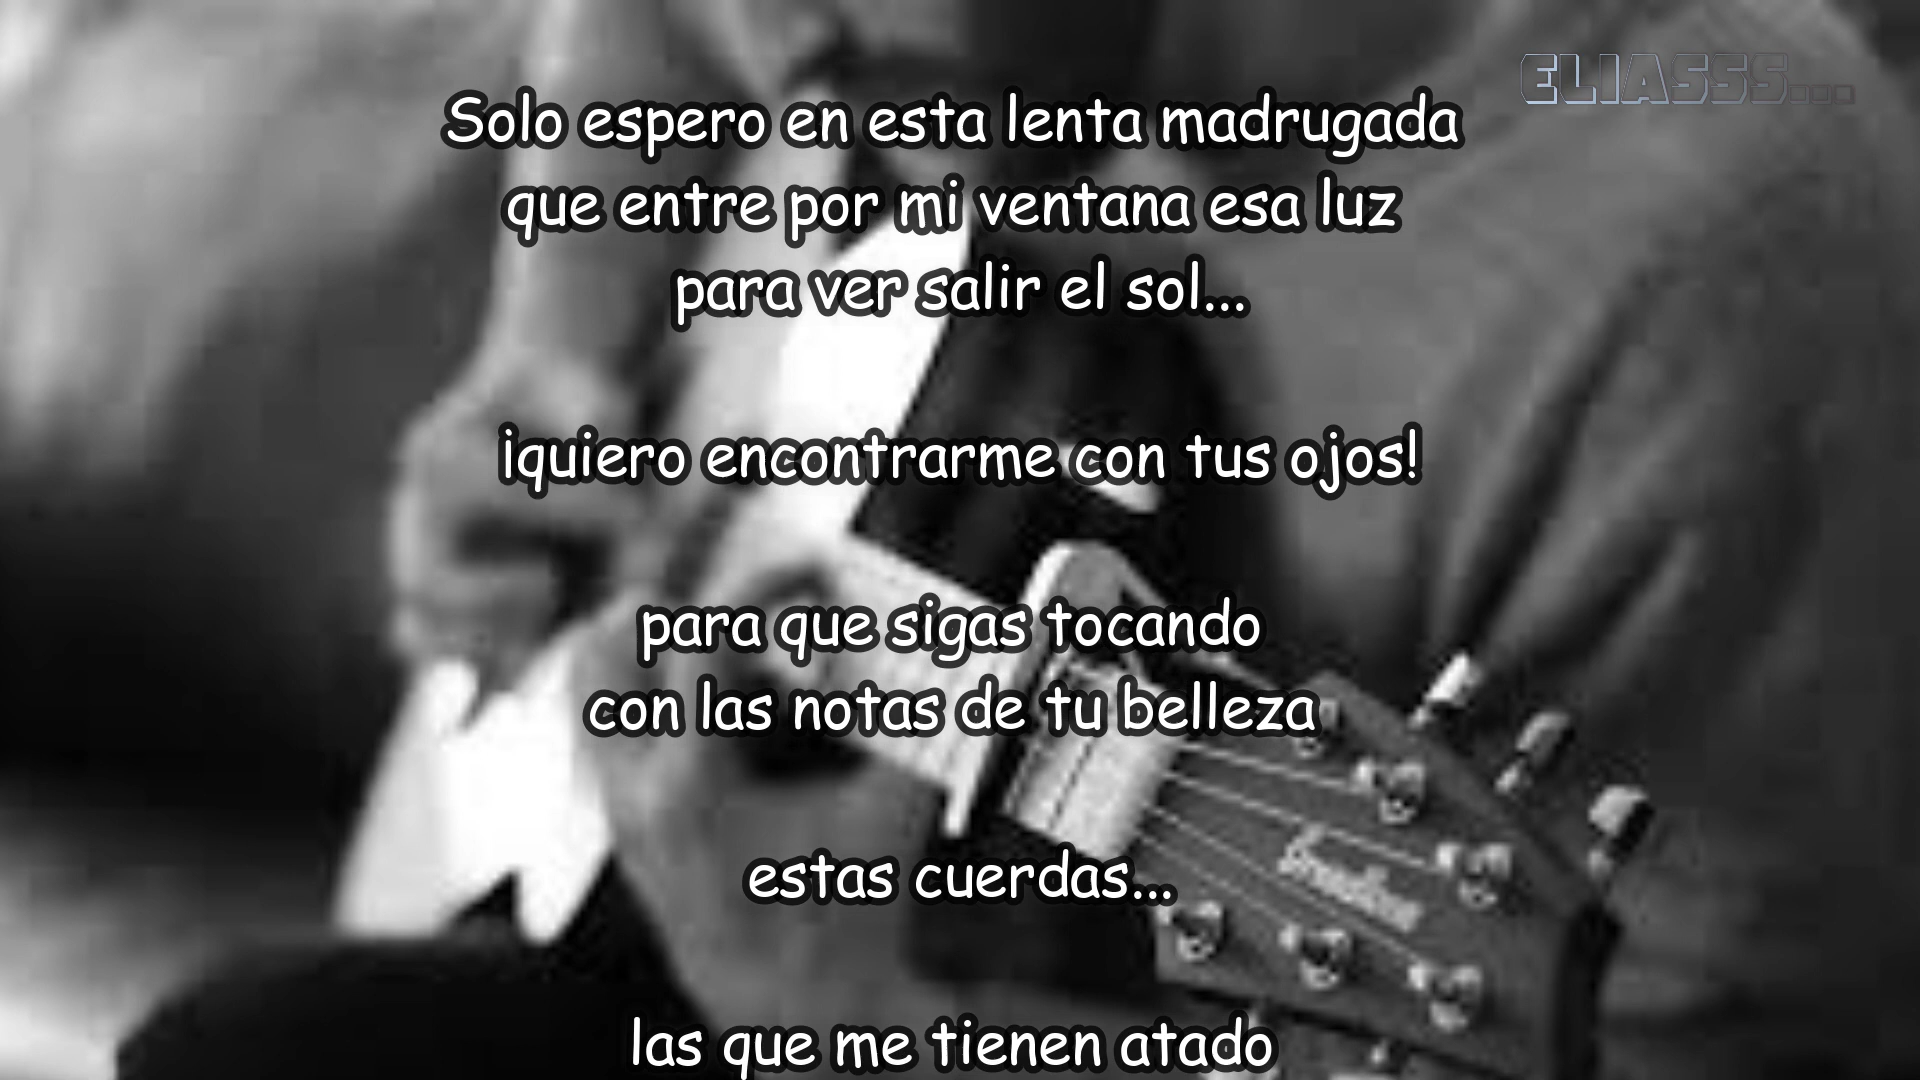 ELIASSS...
Solo espero en esta lenta madrugada
que entre por mi ventana esa luz
para ver salir el sol...
¡quiero encontrarme con tus ojos!
para que sigas tocando
con las notas de tu belleza
estas cuerdas...
las que me tienen atado